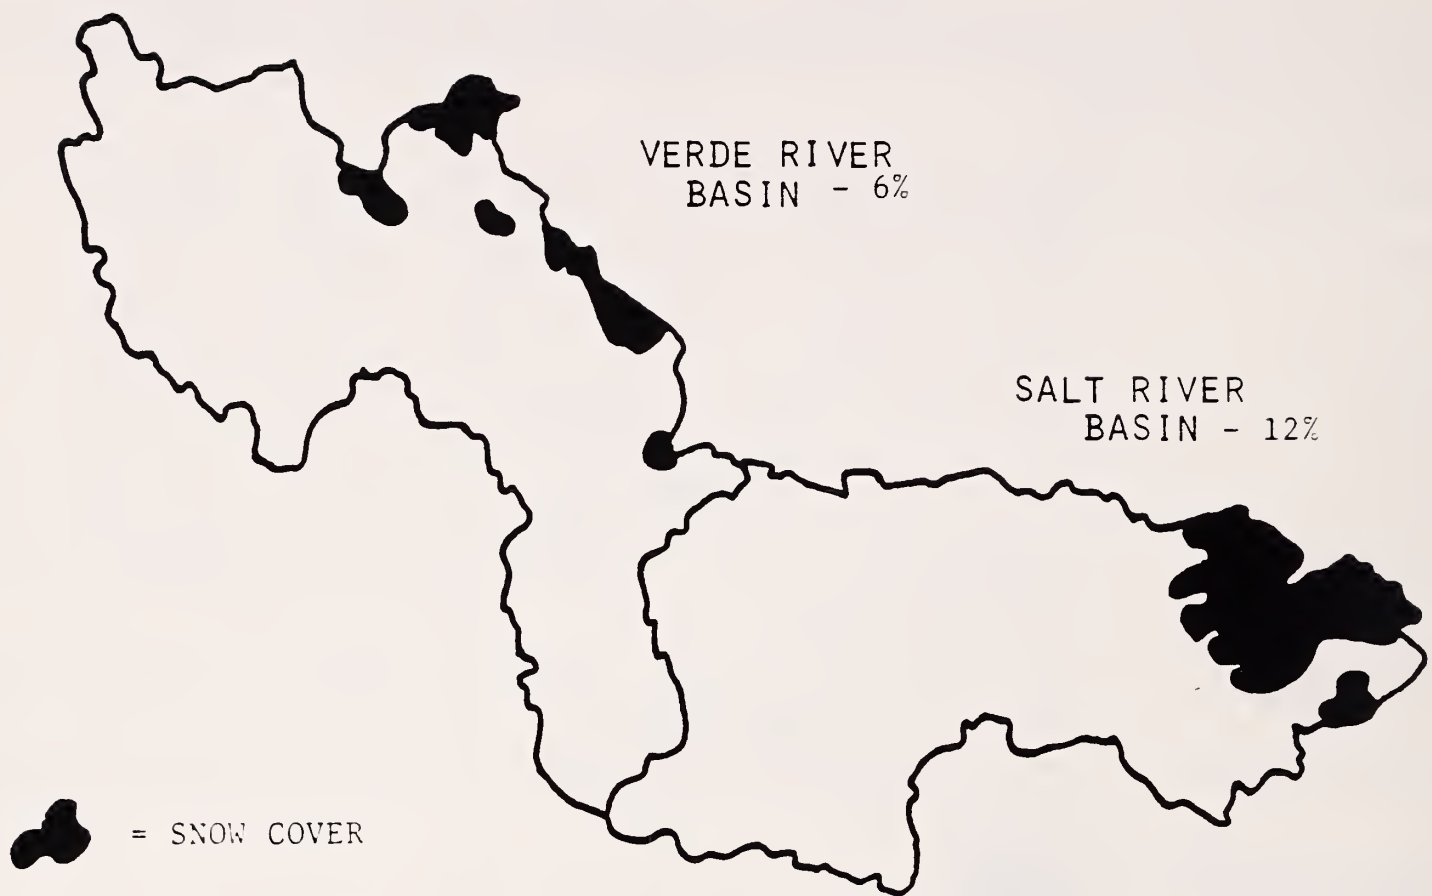 VERDE RIVER
BASIN - 6%
SALT RIVER
BASIN - 12%
= SNOW COVER